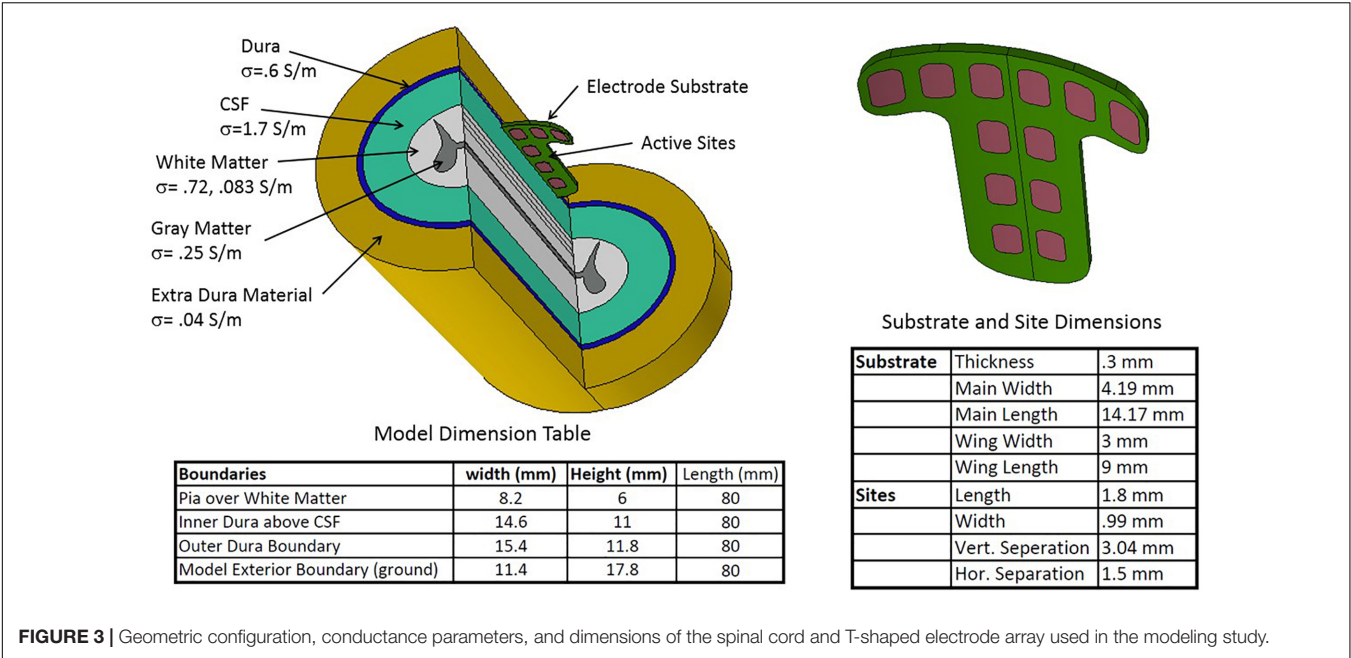 Dura
σ=.6 S/m
CSF
σ=1.7 S/m
White Matter
σ= .72, .083 S/m
Gray Matter
σ= .25 S/m
Extra Dura Material
σ= .04 S/m
Electrode Substrate
Active Sites
Model Dimension Table
Boundaries width (mm) Height (mm) Length (mm)
Pia over White Matter 8.2 6 80
Inner Dura above CSF 14.6 11 80
Outer Dura Boundary 15.4 11.8 80
Model Exterior Boundary (ground) 11.4 17.8 80
Substrate and Site Dimensions
Substrate Thickness .3 mm
Main Width 4.19 mm
Main Length 14.17 mm
Wing Width 3 mm
Wing Length 9 mm
Sites Length 1.8 mm
Width .99 mm
Vert. Seperation 3.04 mm
Hor. Separation 1.5 mm
FIGURE 3 | Geometric configuration, conductance parameters, and dimensions of the spinal cord and T-shaped electrode array used in the modeling study.